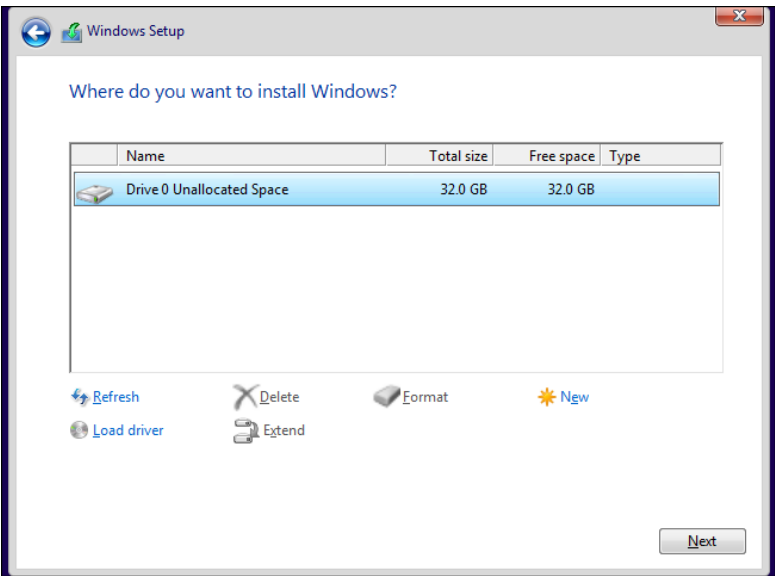 Windows Setup
Where do you want to install Windows?
Name Total size Free space Type
Drive 0 Unallocated Space 32.0 GB 32.0 GB
Refresh Delete Format New
Load driver Extend
Next